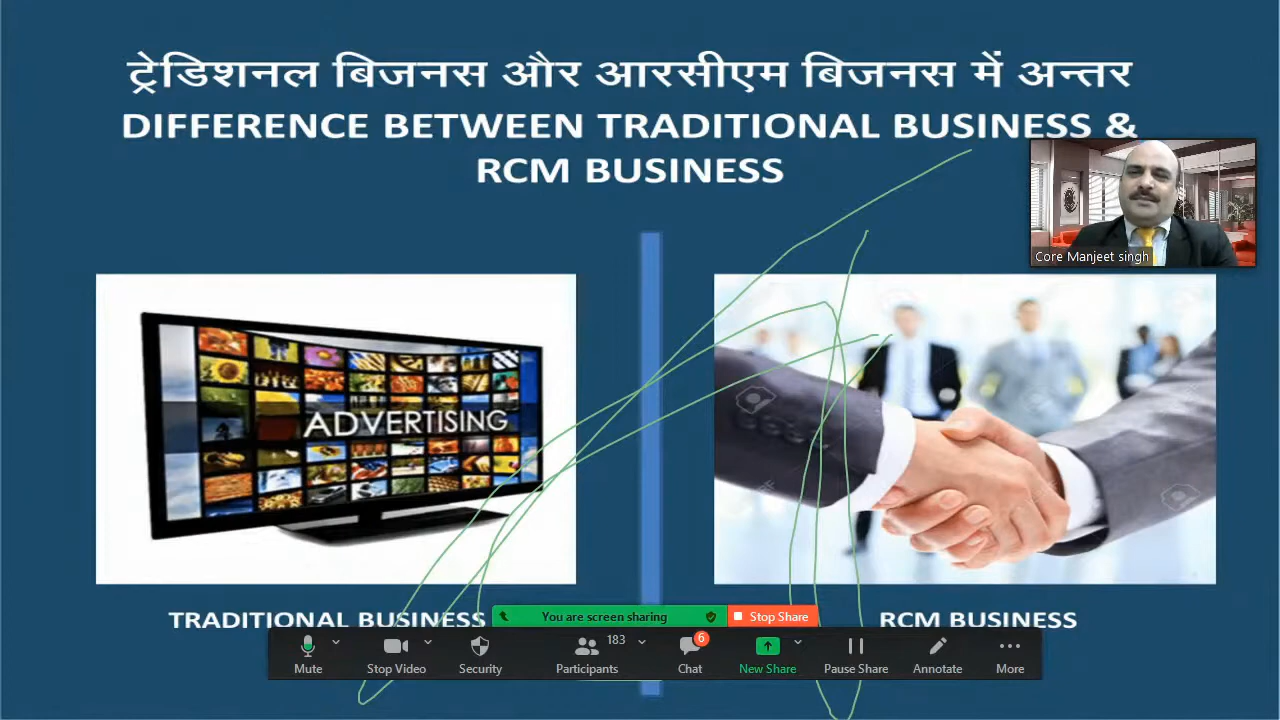 ट्रेडिशनल बिजनस और आरसीएम बिजनस में अन्तर
DIFFERENCE BETWEEN TRADITIONAL BUSINESS &
RCM BUSINESS
Core Manjeet singh
ADVERTISING
TRADITIONAL BUSINESS
RCM BUSINESS
You are screen sharing
Stop Share
183
6
Mute
Stop Video
Security
Participants
Chat
New Share
Pause Share
Annotate
More